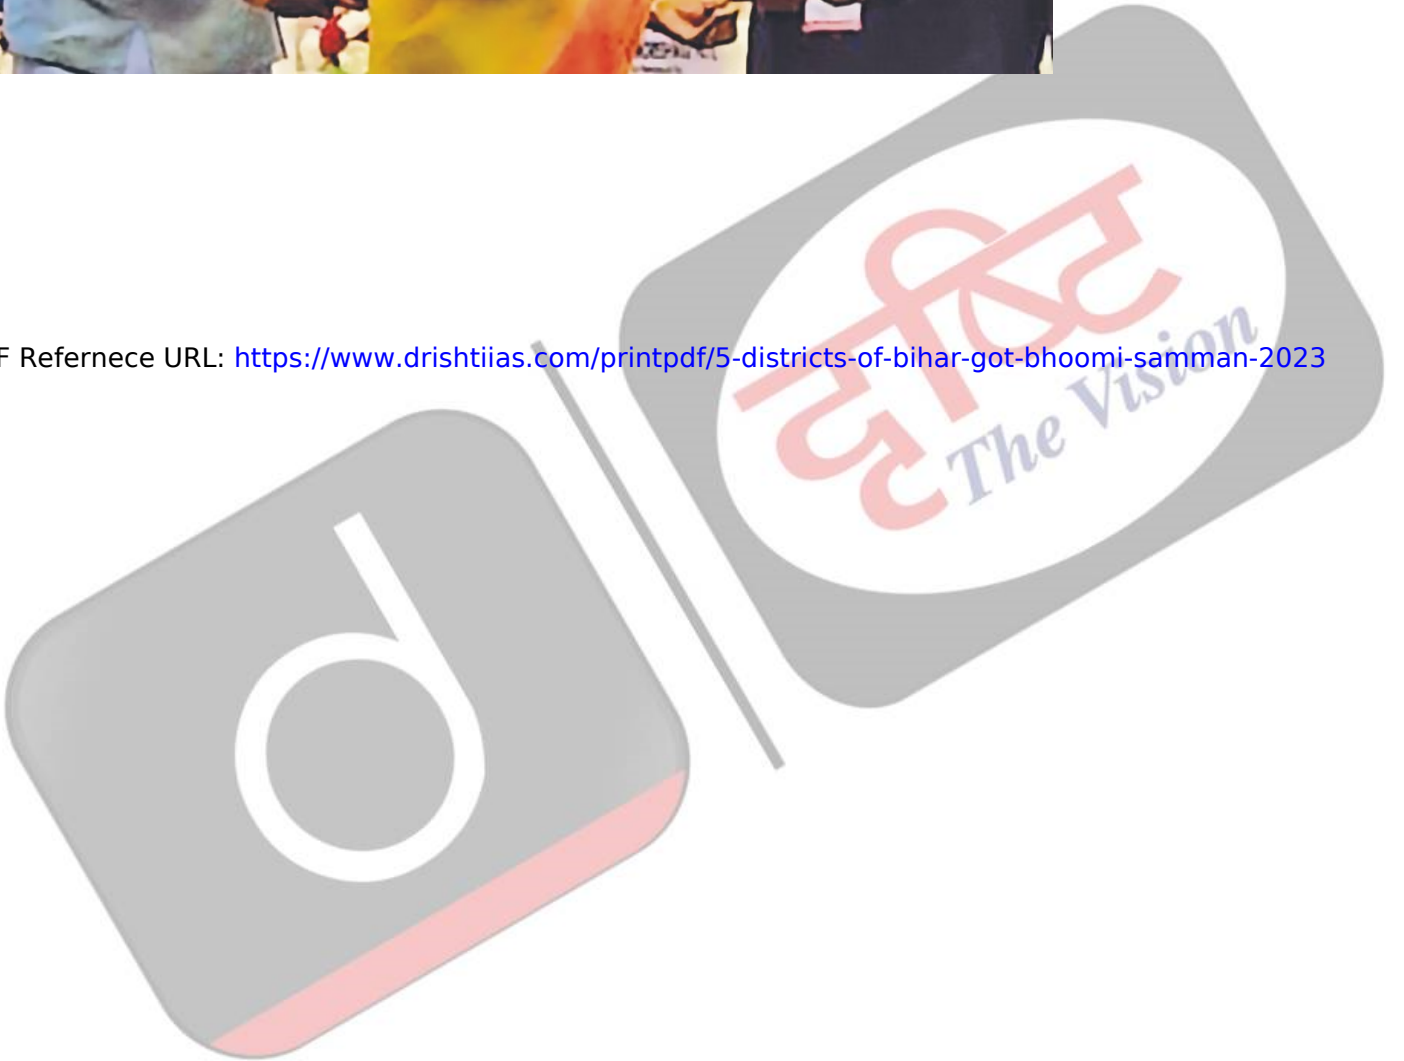 F Refernece URL: https://www.drishtiias.com/printpdf/5-districts-of-bihar-got-bhoomi-samman-2023
दृष्टि
The Vision
d